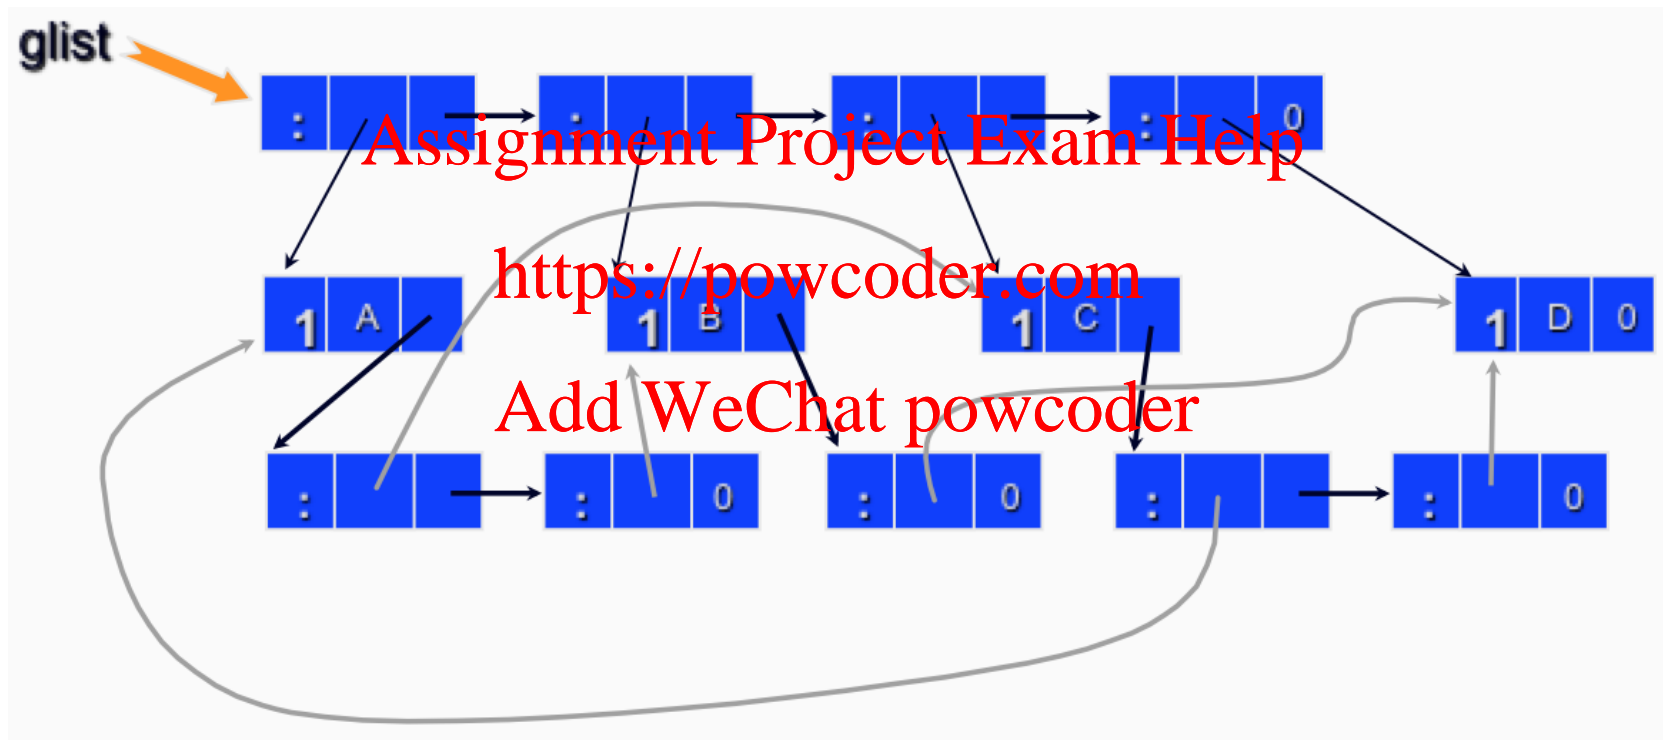 glist
: : : : 0
Assignment Project Exam Help
https://powcoder.com
1 A 1 B 1 C 1 D 0
Add WeChat powcoder
: : 0 : 0 : : 0